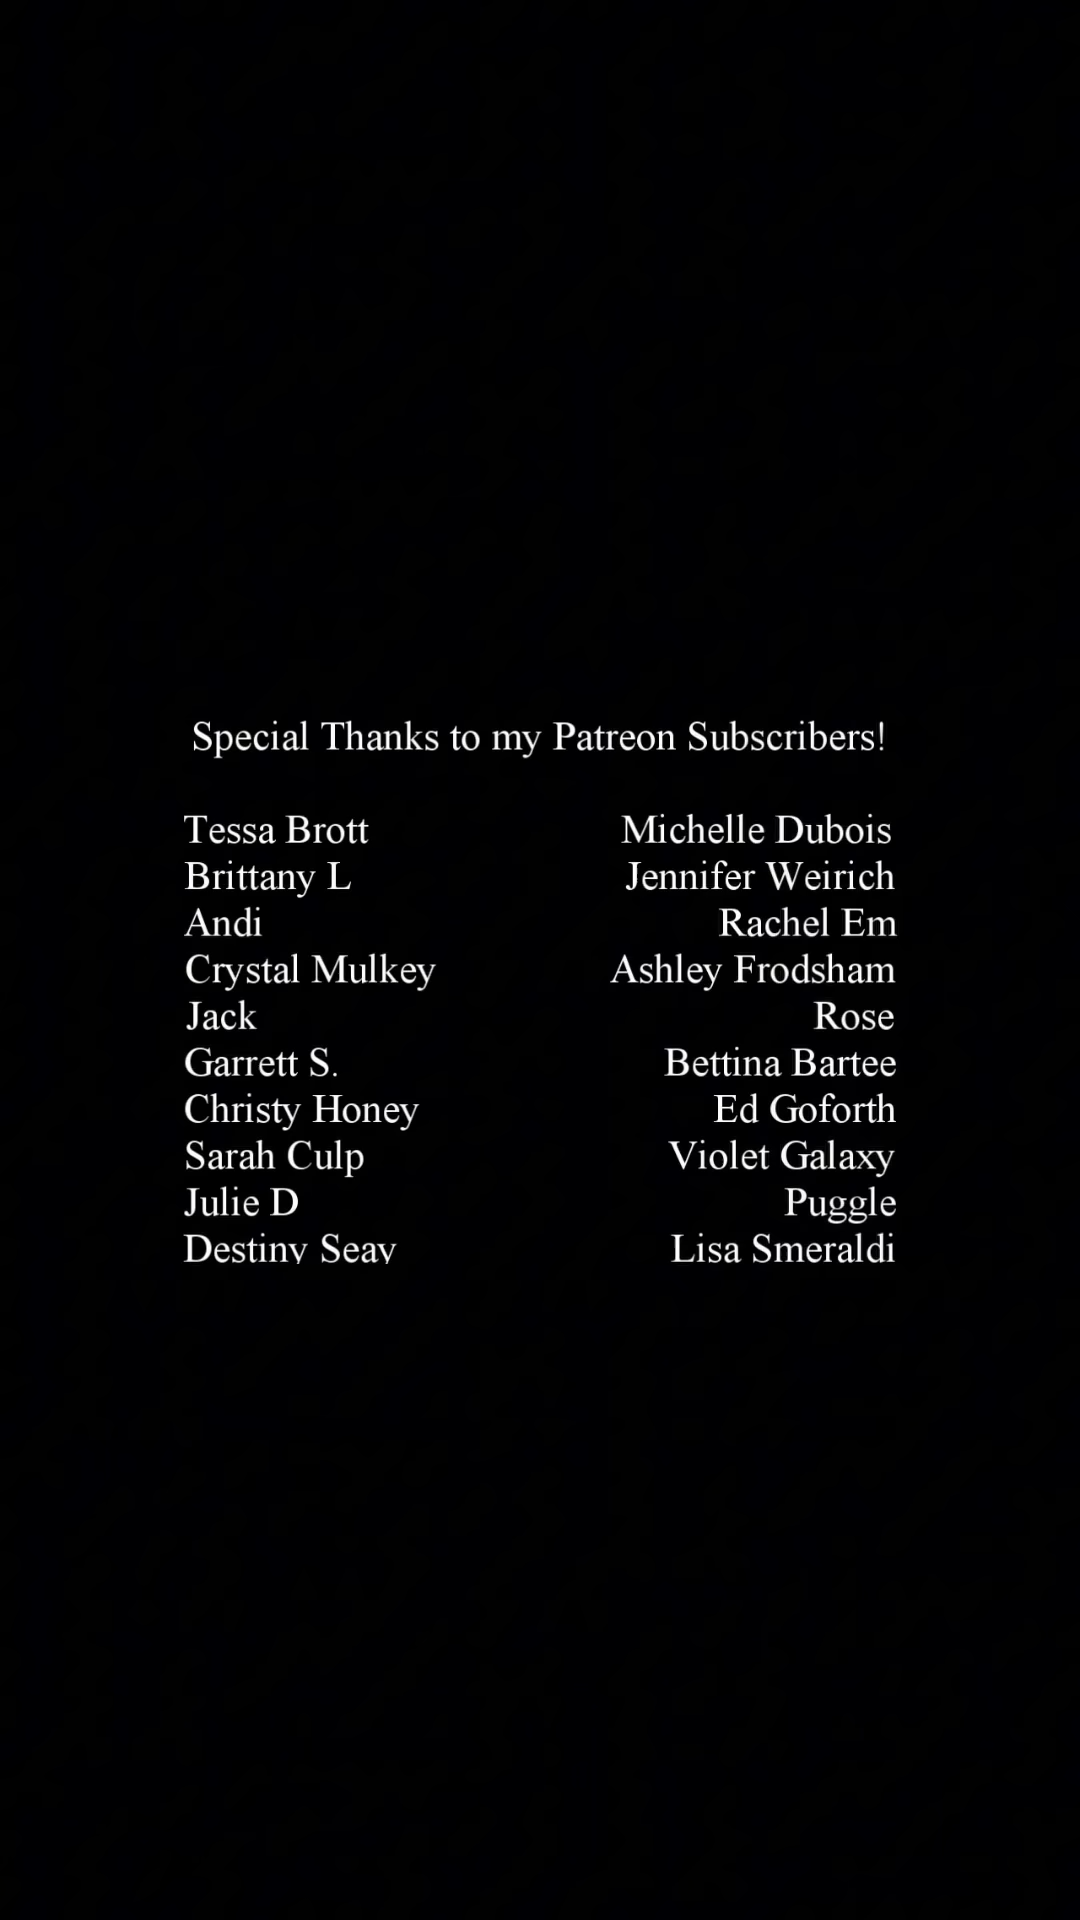 Special Thanks to my Patreon Subscribers!
Tessa Brott Michelle Dubois
Brittany L Jennifer Weirich
Andi Rachel Em
Crystal Mulkey Ashley Frodsham
Jack Rose
Garrett S. Bettina Bartee
Christy Honey Ed Goforth
Sarah Culp Violet Galaxy
Julie D Puggle
Destiny Seay Lisa Smeraldi